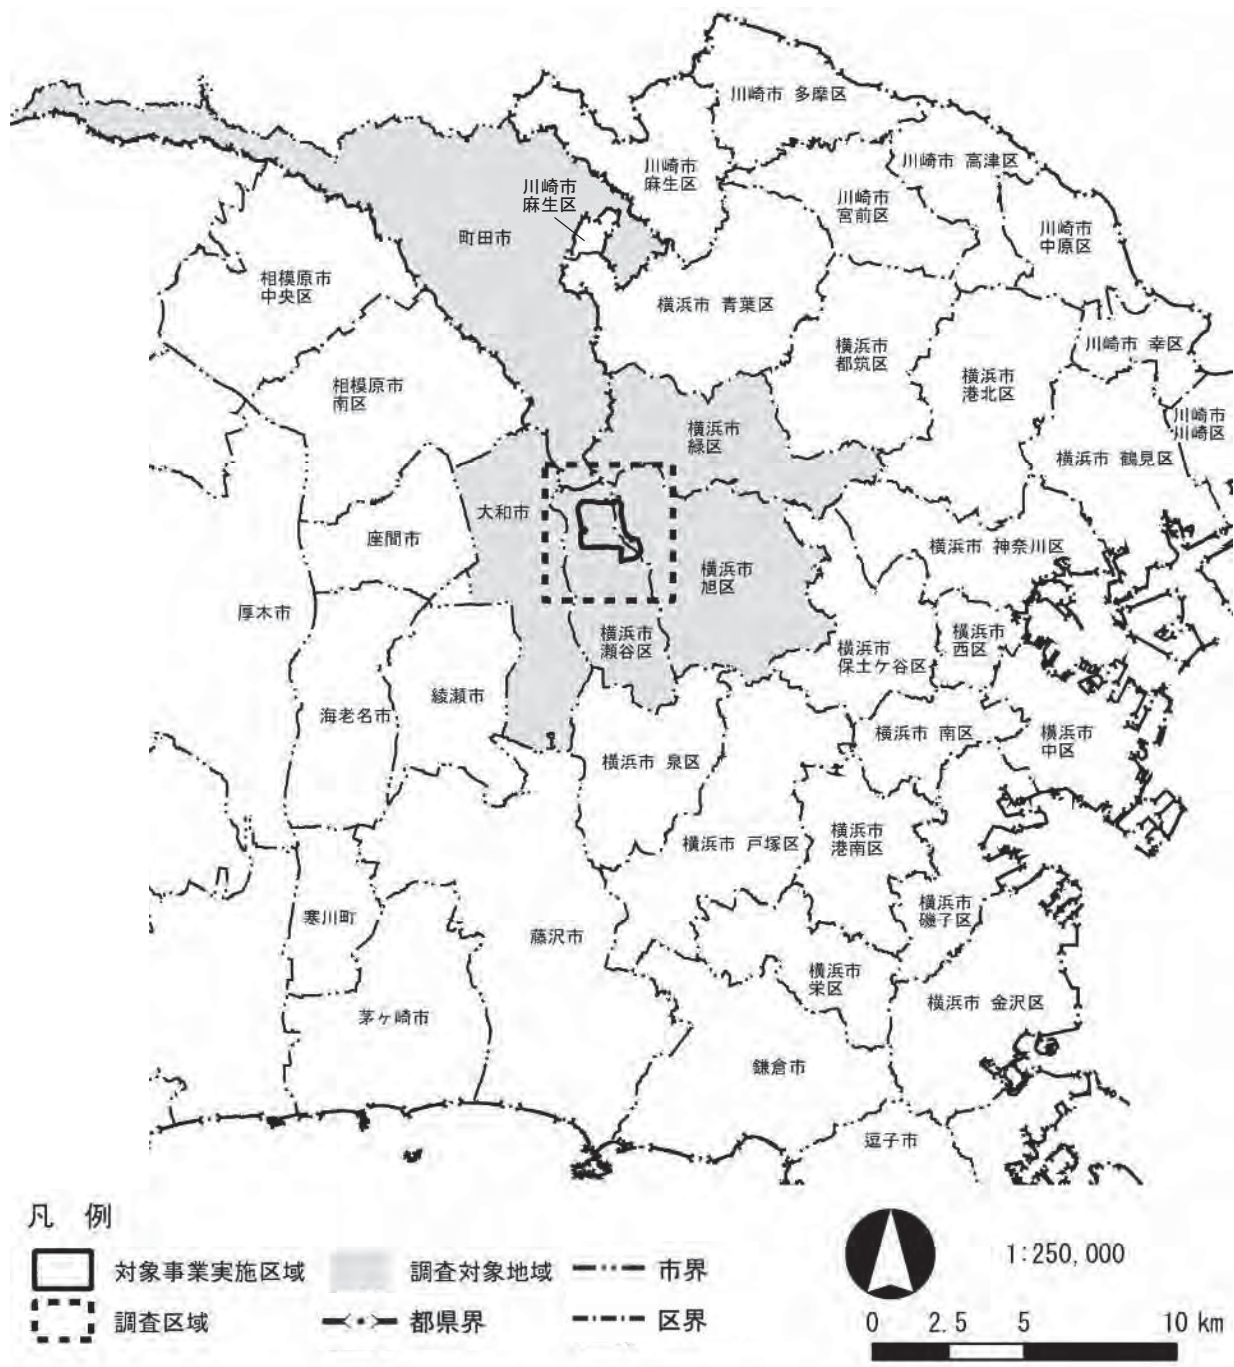 川崎市 多摩区
川崎市 高津区
川崎市
麻生区
川崎市
麻生区
川崎市
宮前区
川崎市
中原区
町田市
相模原市
中央区
横浜市 青葉区
横浜市
都筑区
川崎市 幸区
相模原市
南区
横浜市
港北区
川崎市
川崎区
横浜市
緑区
横浜市 鶴見区
大和市
座間市
横浜市 神奈川区
横浜市
旭区
厚木市
横浜市
瀬谷区
横浜市
保土ケ谷区
横浜市
西区
綾瀬市
海老名市
横浜市 泉区
横浜市 南区
横浜市
中区
横浜市 戸塚区
横浜市
港南区
横浜市
磯子区
寒川町
藤沢市
横浜市
栄区
横浜市 金沢区
茅ヶ崎市
鎌倉市
逗子市
凡 例
対象事業実施区域
調査対象地域
市界
調査区域
都県界
区界
1:250,000
0 2.5 5 10 km